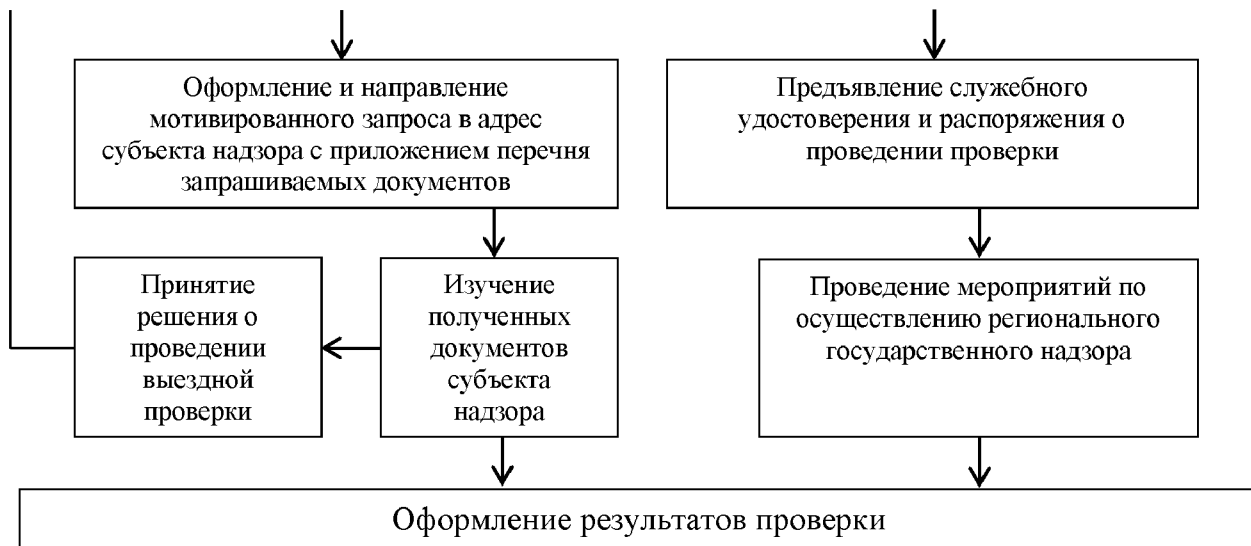 Оформление и направление
мотивированного запроса в адрес
субъекта надзора с приложением перечня
запрашиваемых документов
Предъявление служебного
удостоверения и распоряжения о
проведении проверки
Принятие
решения о
проведении
выездной
проверки
Изучение
полученных
документов
субъекта
надзора
Проведение мероприятий по
осуществлению регионального
государственного надзора
Оформление результатов проверки